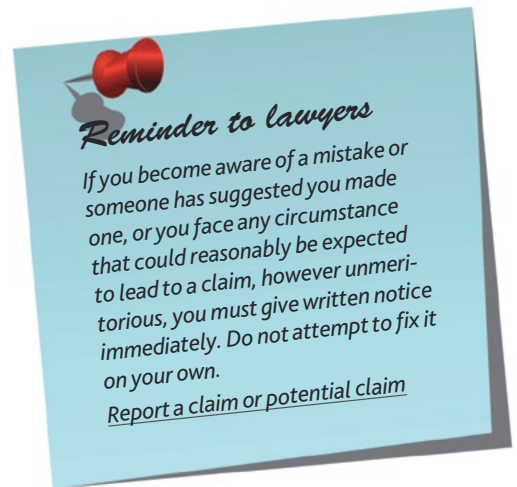 Reminder to lawyers
If you become aware of a mistake or
someone has suggested you made
one, or you face any circumstance
that could reasonably be expected
to lead to a claim, however unmeri-
torious, you must give written notice
immediately. Do not attempt to fix it
on your own.
Report a claim or potential claim